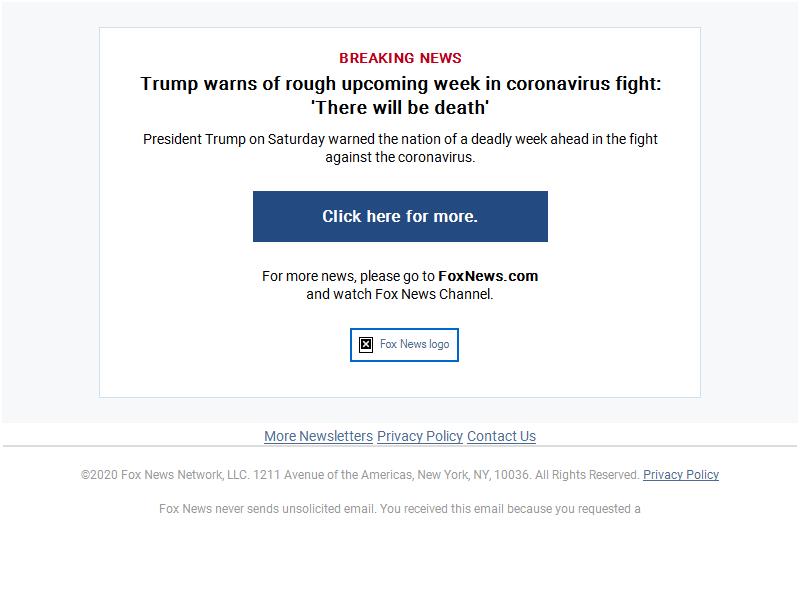 BREAKING NEWS
Trump warns of rough upcoming week in coronavirus fight:
'There will be death'
President Trump on Saturday warned the nation of a deadly week ahead in the fight
against the coronavirus.
Click here for more.
For more news, please go to FoxNews.com
and watch Fox News Channel.
Fox News logo
More Newsletters Privacy Policy Contact Us
©2020 Fox News Network, LLC. 1211 Avenue of the Americas, New York, NY, 10036. All Rights Reserved. Privacy Policy
Fox News never sends unsolicited email. You received this email because you requested a